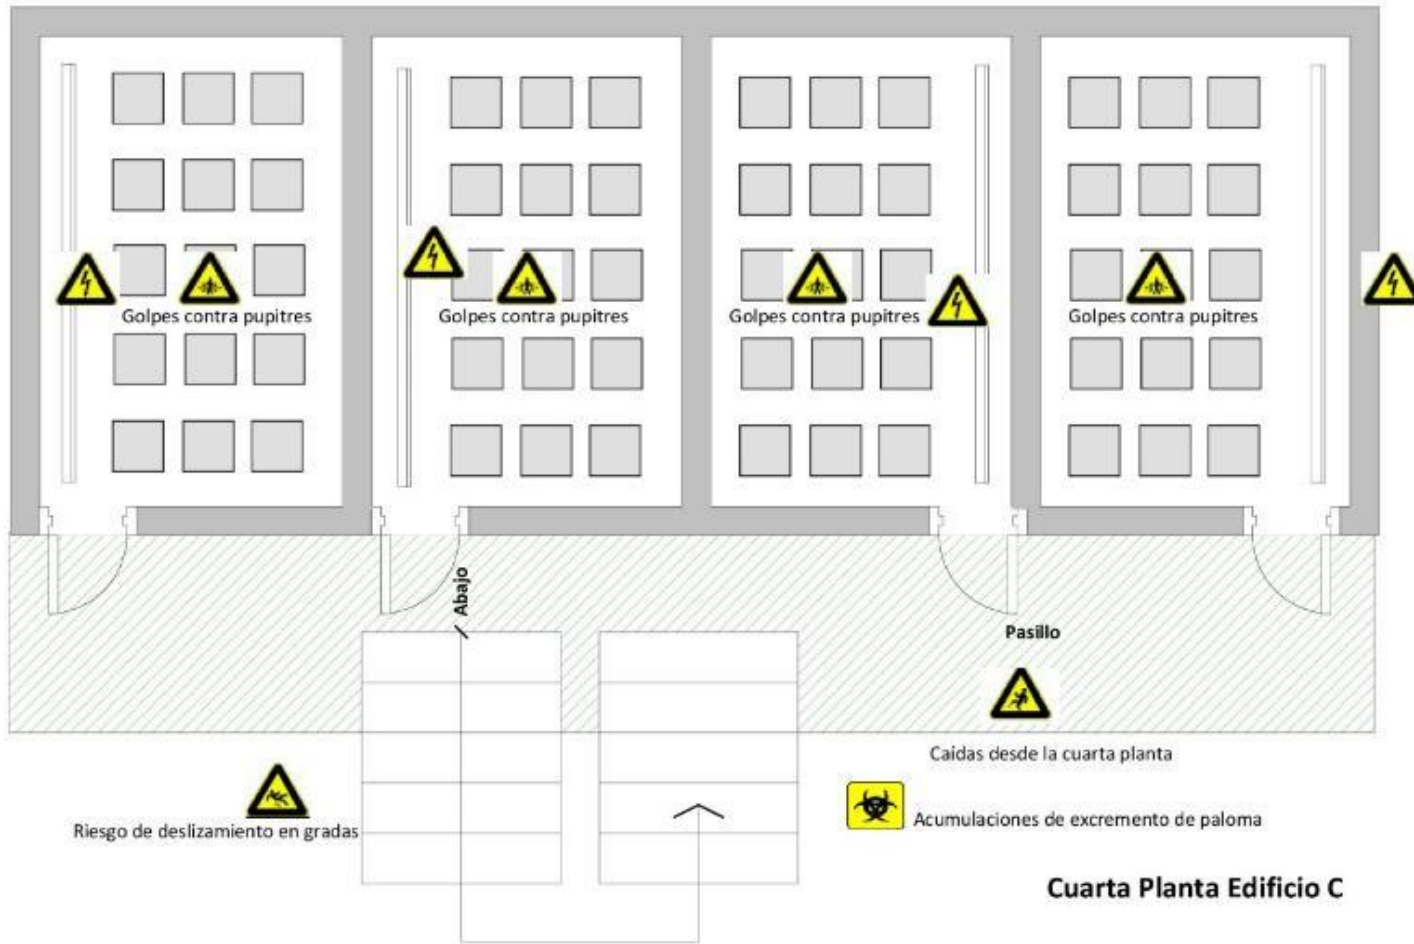 Golpes contra pupitres
Golpes contra pupitres
Golpes contra pupitres
Golpes contra pupitres
Abajo
Pasillo
Caídas desde la cuarta planta
Riesgo de deslizamiento en gradas
Acumulaciones de excremento de paloma
Cuarta Planta Edificio C